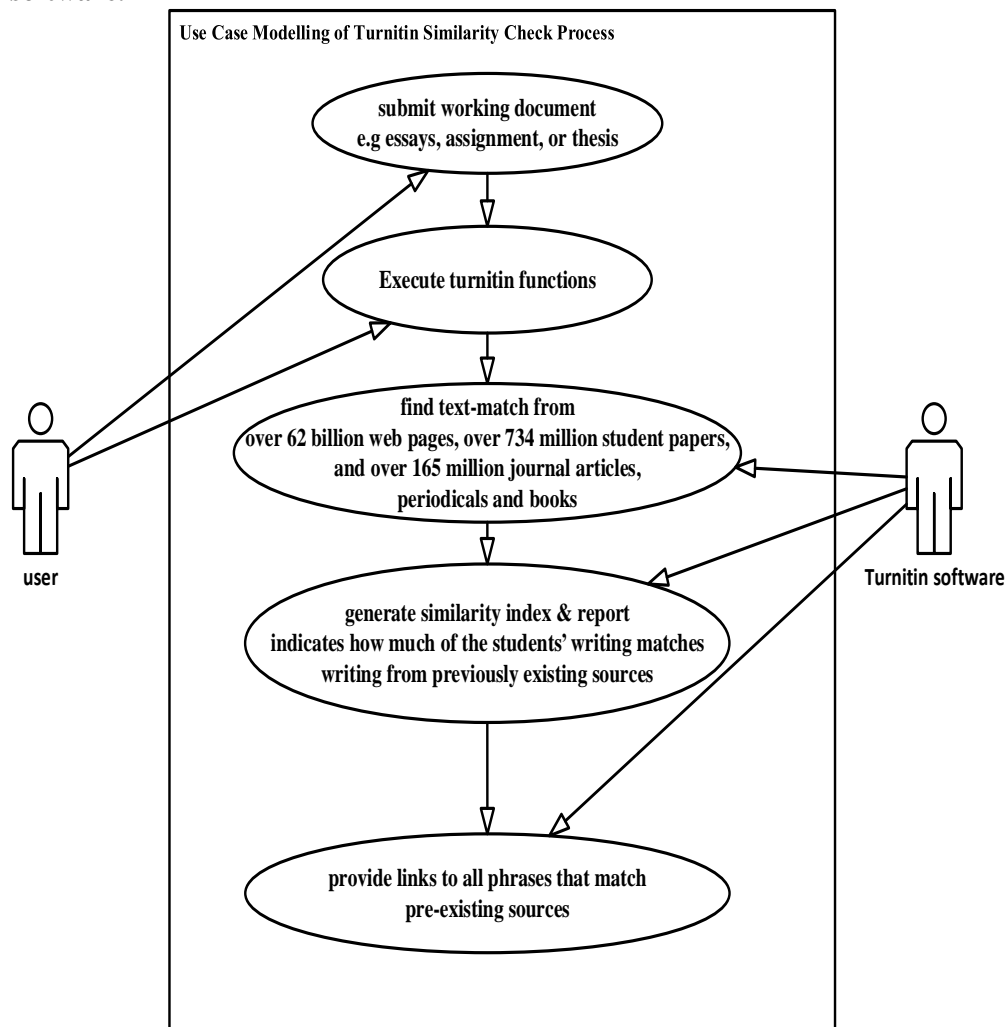 Use Case Modelling of Turnitin Similarity Check Process
submit working document
e.g essays, assignment, or thesis
Execute turnitin functions
find text-match from
over 62 billion web pages, over 734 million student papers,
and over 165 million journal articles,
periodicals and books
user
Turnitin software
generate similarity index & report
indicates how much of the students' writing matches
writing from previously existing sources
provide links to all phrases that match
pre-existing sources